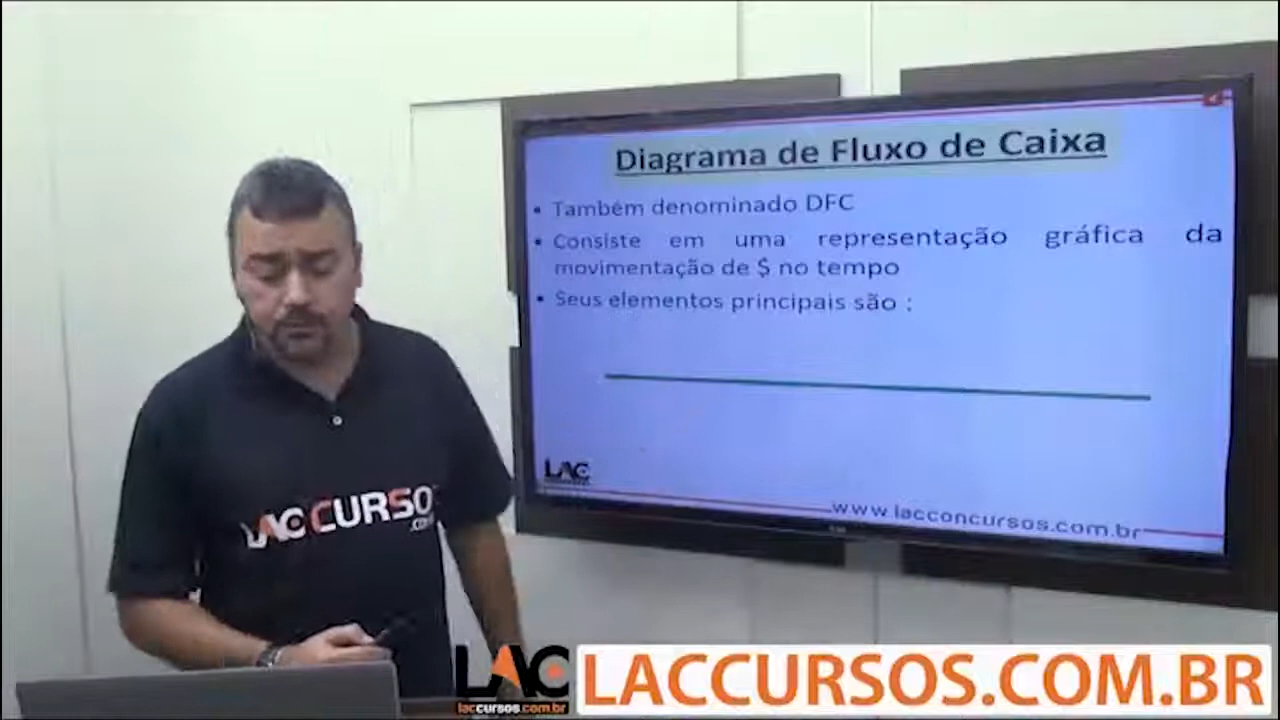 Diagrama de Fluxo de Caixa
• Também denominado DFC
• Consiste em uma representação gráfica da
movimentação de $ no tempo
• Seus elementos principais são :
LAC
www.lacconcursos.com.br
LACCURSO
.com
LAC
laccursos.com.br
LACCURSOS.COM.BR